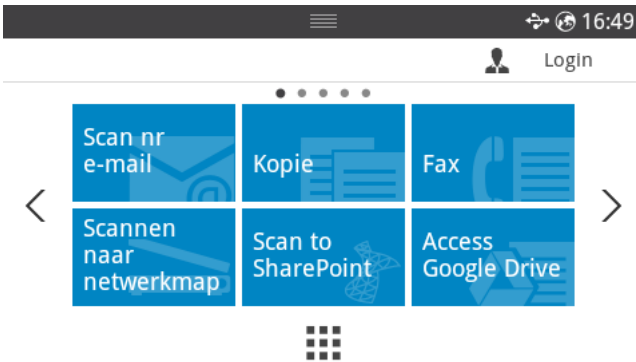 16:49
Login
Scan nr
e-mail
Kopie
Fax
Scannen
naar
netwerkmap
Scan to
SharePoint
Access
Google Drive